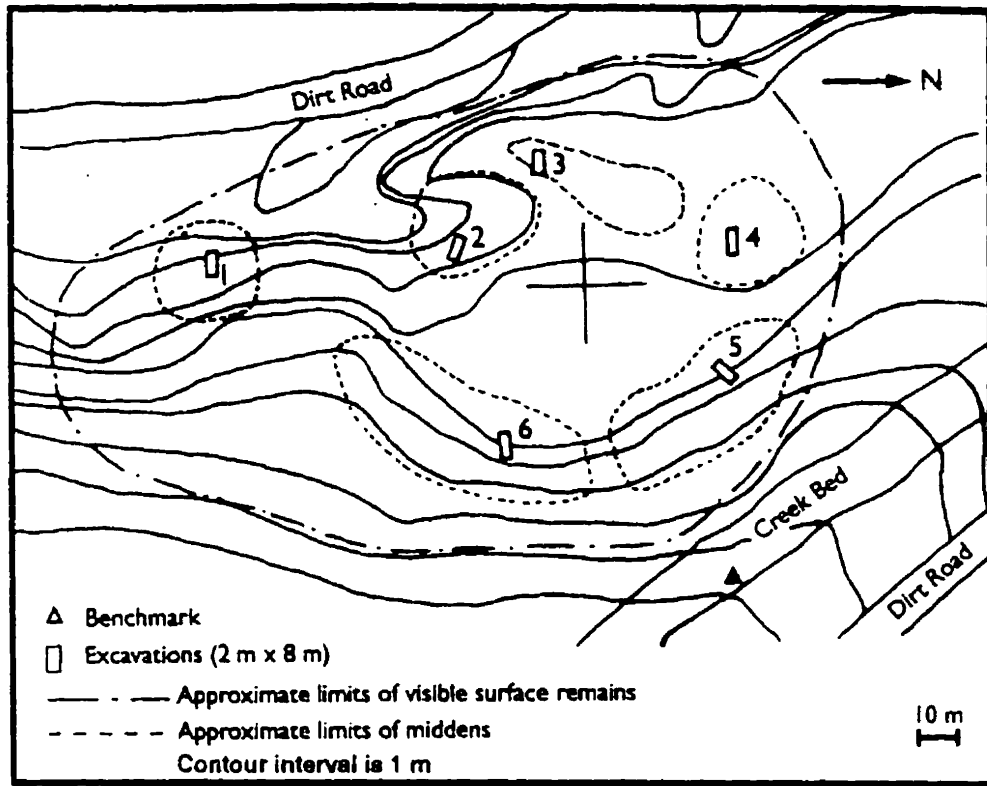 Dirt Road
N
3
2
4
1
5
6
Creek Bed
Dirt Road
Benchmark
Excavations (2 m x 8 m)
Approximate limits of visible surface remains
Approximate limits of middens
Contour interval is 1 m
10 m